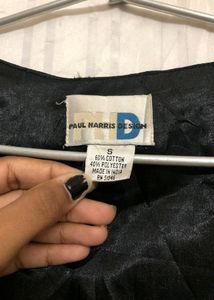 PAUL HARRIS DESIGN
D
S
60% COTTON
40% POLYESTER
MADE IN INDIA